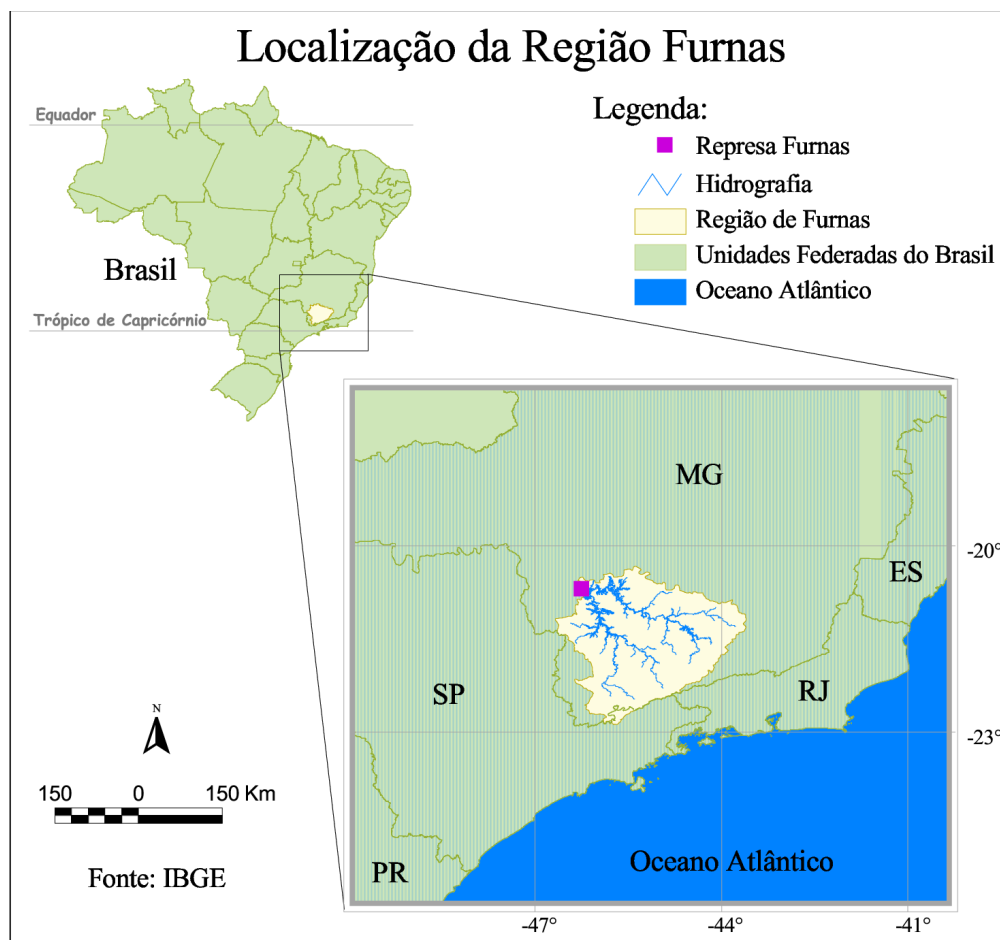 Localização da Região Furnas
Equador
Brasil
Trópico de Capricórnio
Legenda:
Represa Furnas
Hidrografia
Região de Furnas
Unidades Federadas do Brasil
Oceano Atlântico
MG
ES
SP
RJ
PR
Oceano Atlântico
-20°
-23°
-47°
-44°
-41°
N
150 0 150 Km
Fonte: IBGE